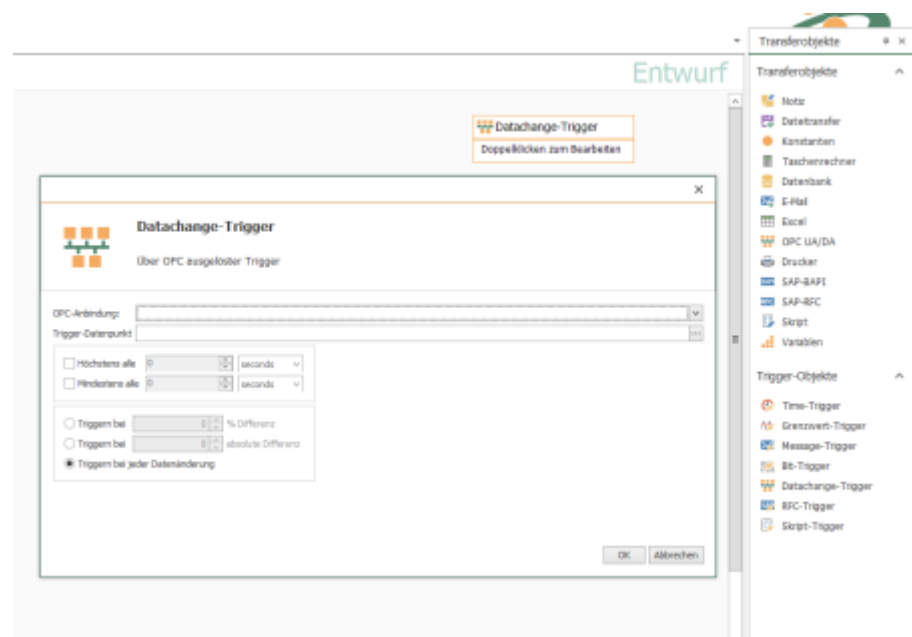 Transferobjekte
Entwurf
Transferobjekte
Notiz
Dateitransfer
Konstanten
Taschenrechner
Datenbank
E-Mail
Excel
OPC UA/DA
Drucker
SAP-BAPI
SAP-RFC
Skript
Variablen
Trigger-Objekte
Time-Trigger
Grenzwert-Trigger
Message-Trigger
Bit-Trigger
Datachange-Trigger
RFC-Trigger
Skript-Trigger
Datachange-Trigger
Doppelklicken zum Bearbeiten
Datachange-Trigger
Über OPC ausgelöster Trigger
OPC-Anbindung:
Trigger-Datenpunkt
Höchstens alle 0 seconds
Mindestens alle 0 seconds
Triggern bei 0 % Differenz
Triggern bei 0 absolute Differenz
Triggern bei jeder Datenänderung
OK Abbrechen